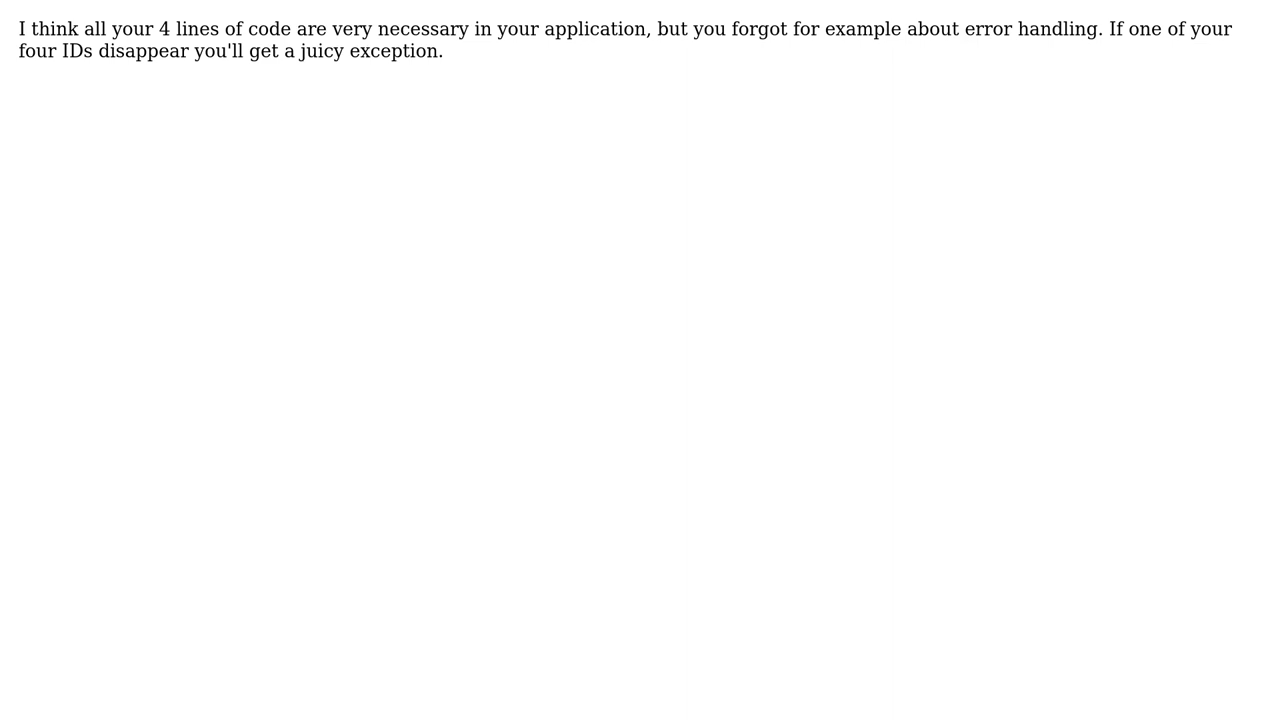 I think all your 4 lines of code are very necessary in your application, but you forgot for example about error handling. If one of your
four IDs disappear you'll get a juicy exception.